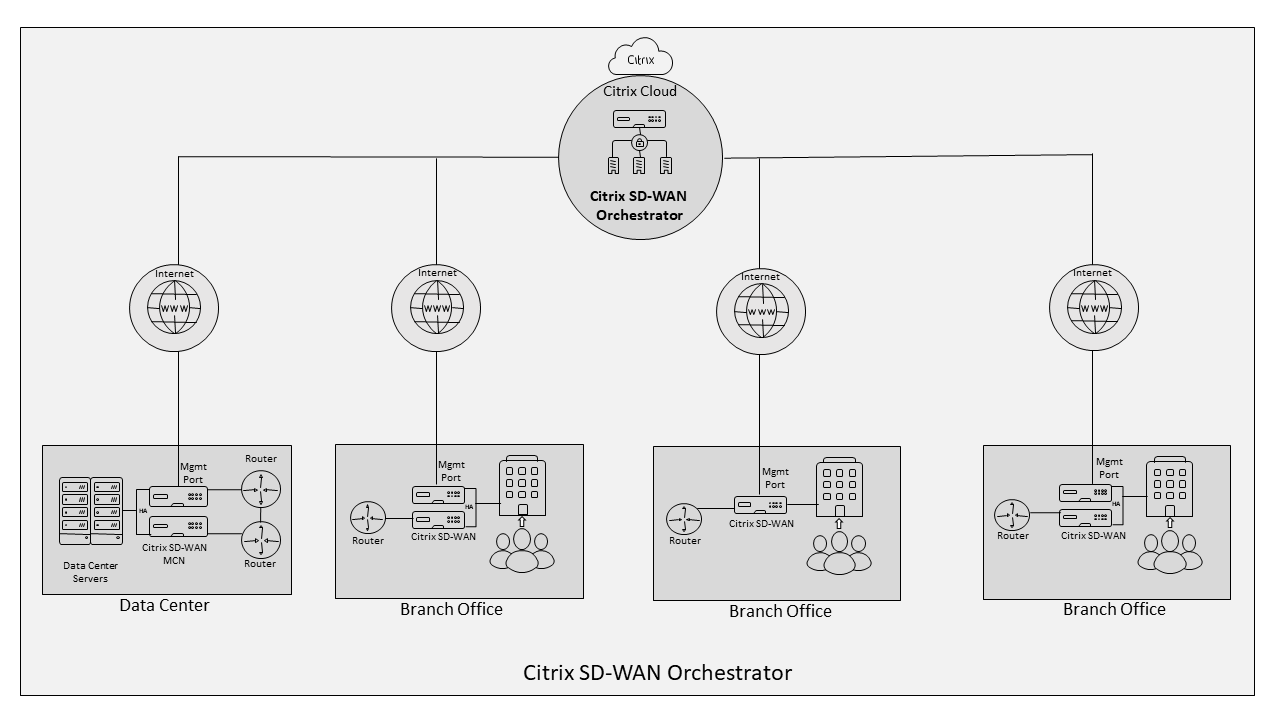 Citrix
Citrix Cloud
Citrix SD-WAN
Orchestrator
Internet
WWW
Internet
WWW
Internet
WWW
Internet
WWW
Mgmt
Port
Router
HA
Citrix SD-WAN
MCN
Data Center
Servers
Router
Data Center
Mgmt
Port
HA
Router
Citrix SD-WAN
Branch Office
Mgmt
Port
Router
Citrix SD-WAN
Branch Office
Mgmt
Port
HA
Router
Citrix SD-WAN
Branch Office
Citrix SD-WAN Orchestrator